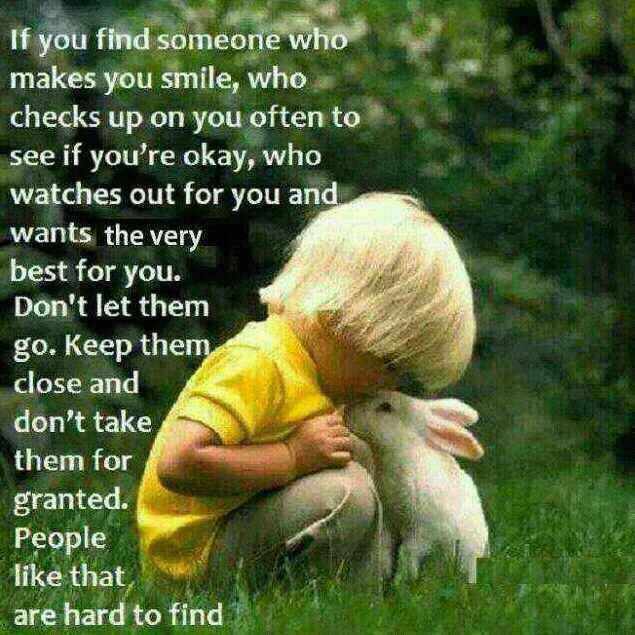 If you find someone who
makes you smile, who
checks up on you often to
see if you're okay, who
watches out for you and
wants the very
best for you.
Don't let them
go. Keep them
close and
don't take
them for
granted.
People
like that
are hard to find